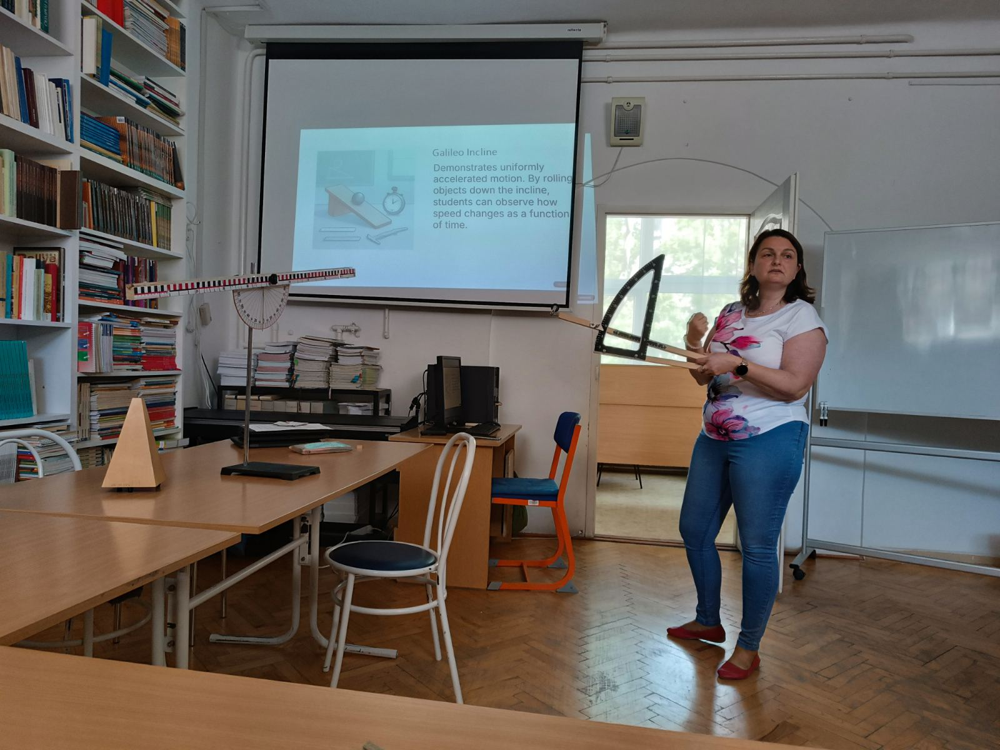 reflecta
Galileo Incline
Demonstrates uniformly
accelerated motion. By rolling
objects down the incline,
students can observe how
speed changes as a function
of time.